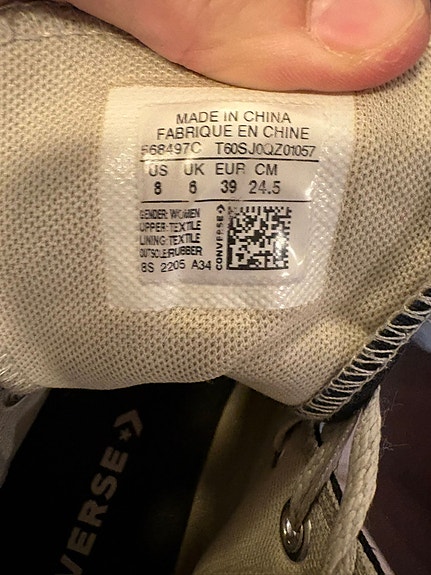 MADE IN CHINA
FABRIQUE EN CHINE
568497C T60SJ0QZ01057
US UK EUR CM
8 6 39 24.5
GENDER: WOMEN
UPPER: TEXTILE
LINING: TEXTILE
OUTSOLE: RUBBER
8S 2205 A34
CONVERSE
VERSE